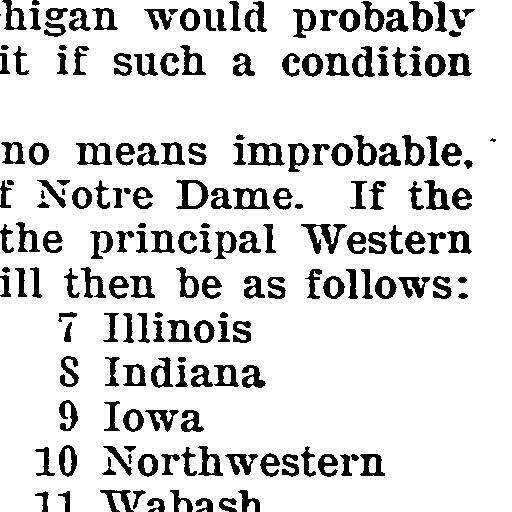 higan would probably
it if such a condition
no means improbable.
f Notre Dame. If the
the principal Western
ill then be as follows:
7 Illinois
8 Indiana
9 Iowa
10 Northwestern
11 Wabash